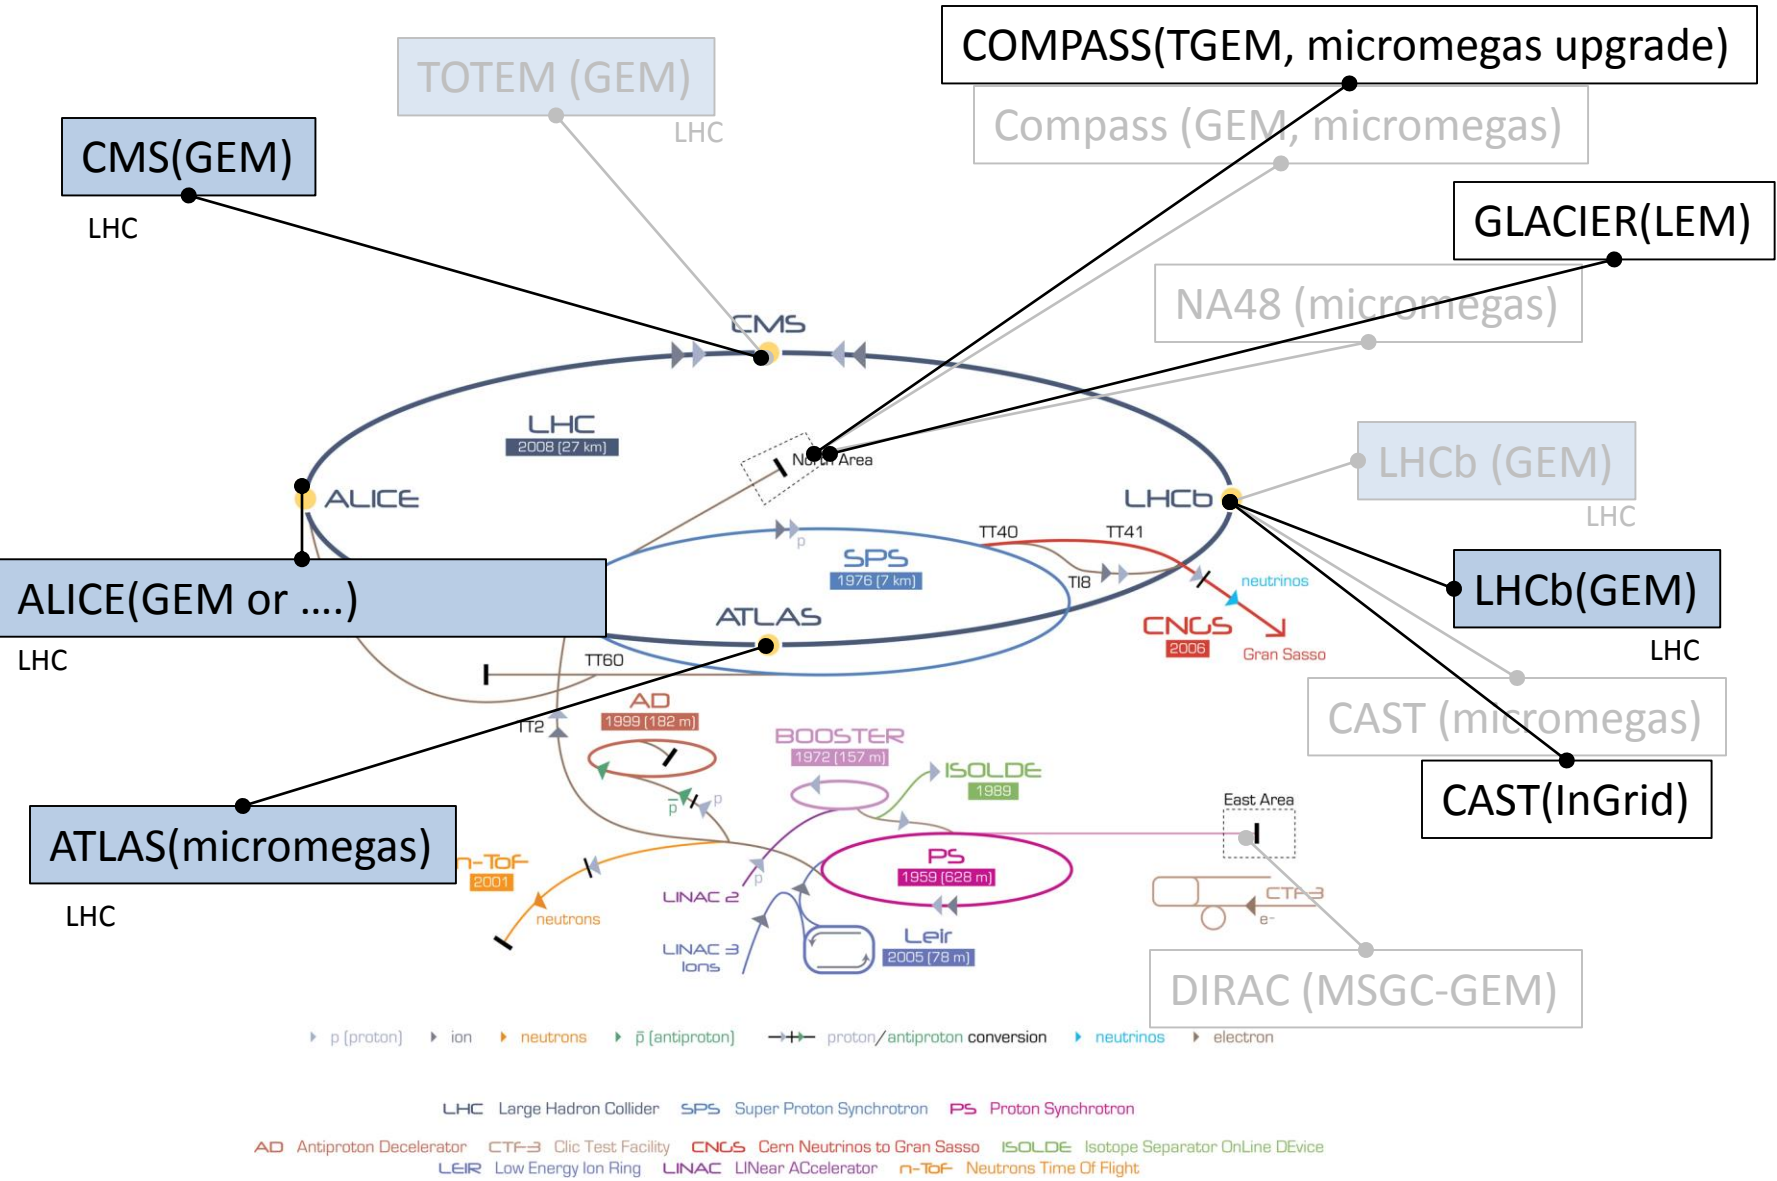 COMPASS(TGEM, micromegas upgrade)
TOTEM (GEM)
LHC
Compass (GEM, micromegas)
CMS(GEM)
LHC
GLACIER(LEM)
NA48 (micromegas)
CMS
LHC
2008 (27 km)
North Area
LHCb (GEM)
LHC
ALICE
LHCb
TT40
TT41
p
SPS
1976 (7 km)
TI8
neutrinos
ALICE(GEM or ....)
LHC
LHCb(GEM)
LHC
ATLAS
CNGS
2006
Gran Sasso
TT60
AD
1999 (182 m)
TT2
CAST (micromegas)
BOOSTER
1972 (157 m)
ISOLDE
1989
p̄
p
East Area
CAST(InGrid)
ATLAS(micromegas)
LHC
n-ToF
2001
neutrons
PS
1959 (628 m)
p
LINAC 2
CTF-3
e-
LINAC 3
Ions
Leir
2005 (78 m)
DIRAC (MSGC-GEM)
p (proton) ion neutrons p̄ (antiproton) proton/antiproton conversion neutrinos electron
LHC Large Hadron Collider SPS Super Proton Synchrotron PS Proton Synchrotron
AD Antiproton Decelerator CTF-3 Clic Test Facility CNGS Cern Neutrinos to Gran Sasso ISOLDE Isotope Separator OnLine DEvice
LEIR Low Energy Ion Ring LINAC LINear ACcelerator n-ToF Neutrons Time Of Flight